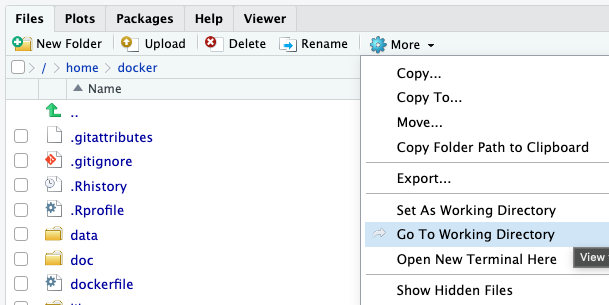 Files Plots Packages Help Viewer
New Folder Upload Delete Rename More
/ home docker
Name
..
.gitattributes
.gitignore
.Rhistory
.Rprofile
data
doc
dockerfile
Copy...
Copy To...
Move...
Copy Folder Path to Clipboard
Export...
Set As Working Directory
Go To Working Directory
View
Open New Terminal Here
Show Hidden Files